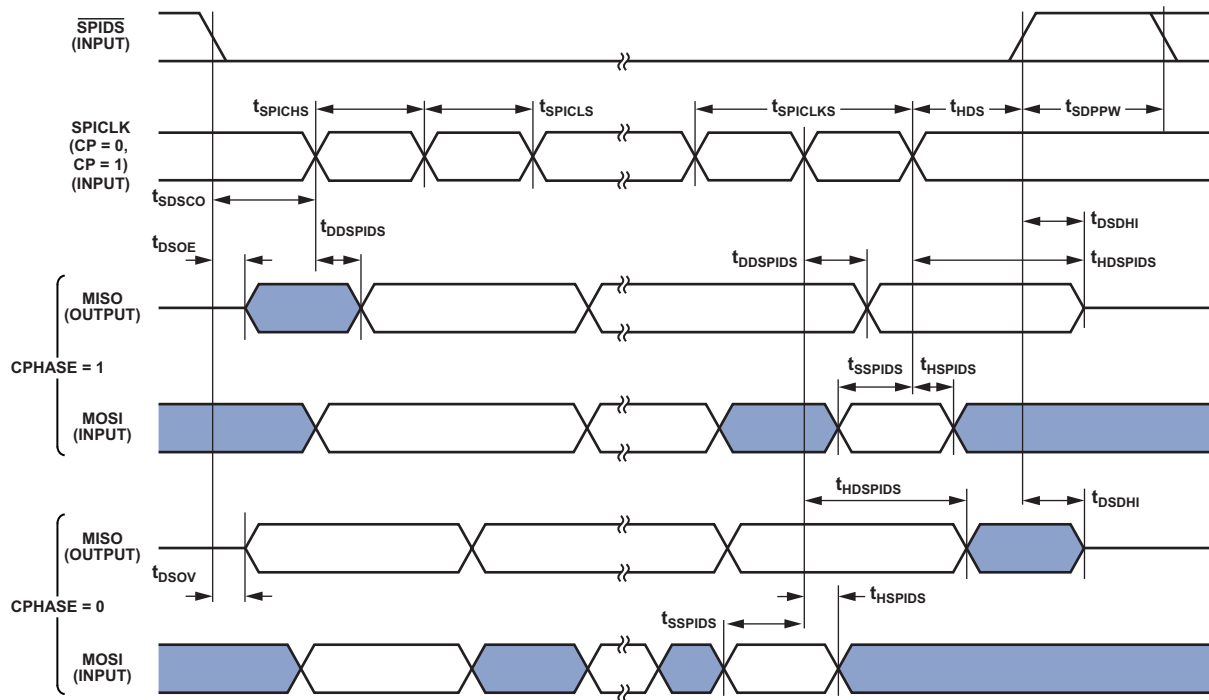 SPIDS
(INPUT)
tSPICHS
tSPICLS
tSPICLKS
tHDS
tSDPPW
SPICLK
(CP = 0,
CP = 1)
(INPUT)
tSDSCO
tDSOE
tDDSPIDS
tDDSPIDS
tDSDHI
tHDSPIDS
MISO
(OUTPUT)
CPHASE = 1
tSSPIDS
tHSPIDS
MOSI
(INPUT)
tHDSPIDS
tDSDHI
MISO
(OUTPUT)
tDSOV
CPHASE = 0
tSSPIDS
tHSPIDS
MOSI
(INPUT)